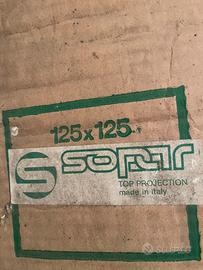 125x125
sopar
TOP PROJECTION
made in italy